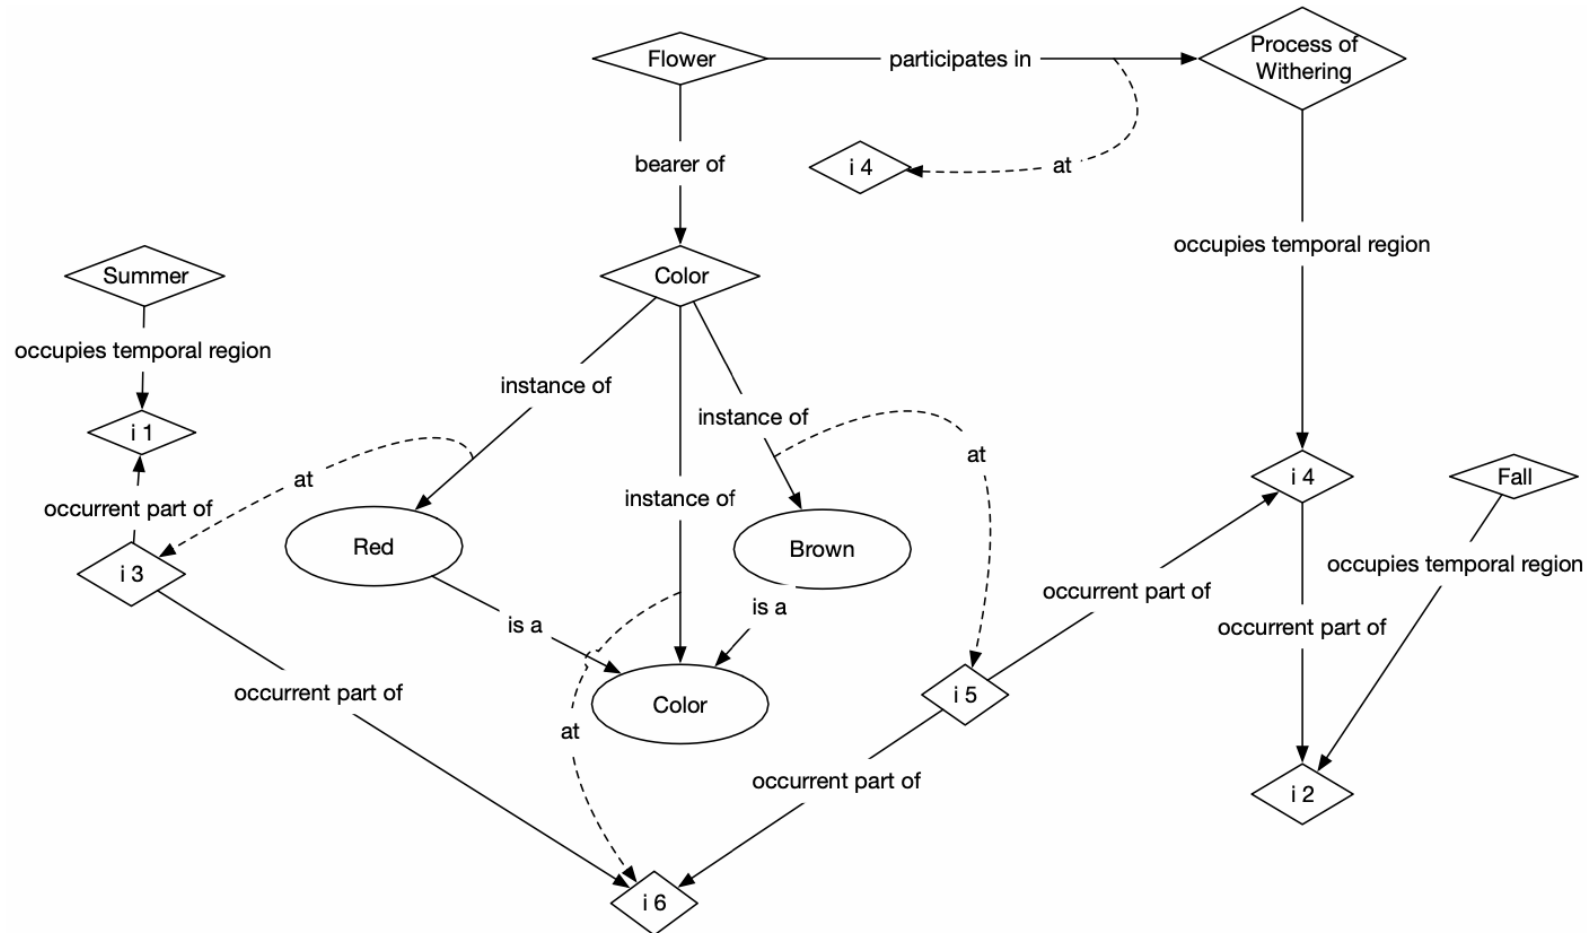 Flower
participates in
Process of
Withering
bearer of
i 4
at
occupies temporal region
Summer
Color
occupies temporal region
instance of
instance of
i 1
at
at
i 4
Fall
occurrent part of
instance of
Red
Brown
i 3
occupies temporal region
occurrent part of
is a
is a
occurrent part of
occurrent part of
i 5
Color
at
occurrent part of
i 2
i 6